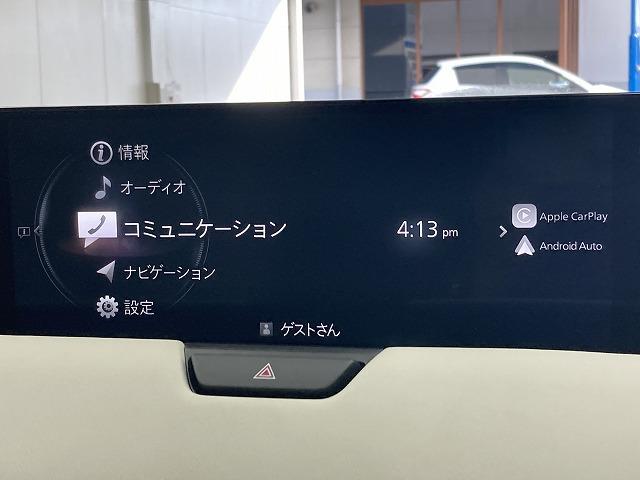 情報
オーディオ
コミュニケーション
ナビゲーション
設定
4:13 pm
Apple CarPlay
Android Auto
ゲストさん